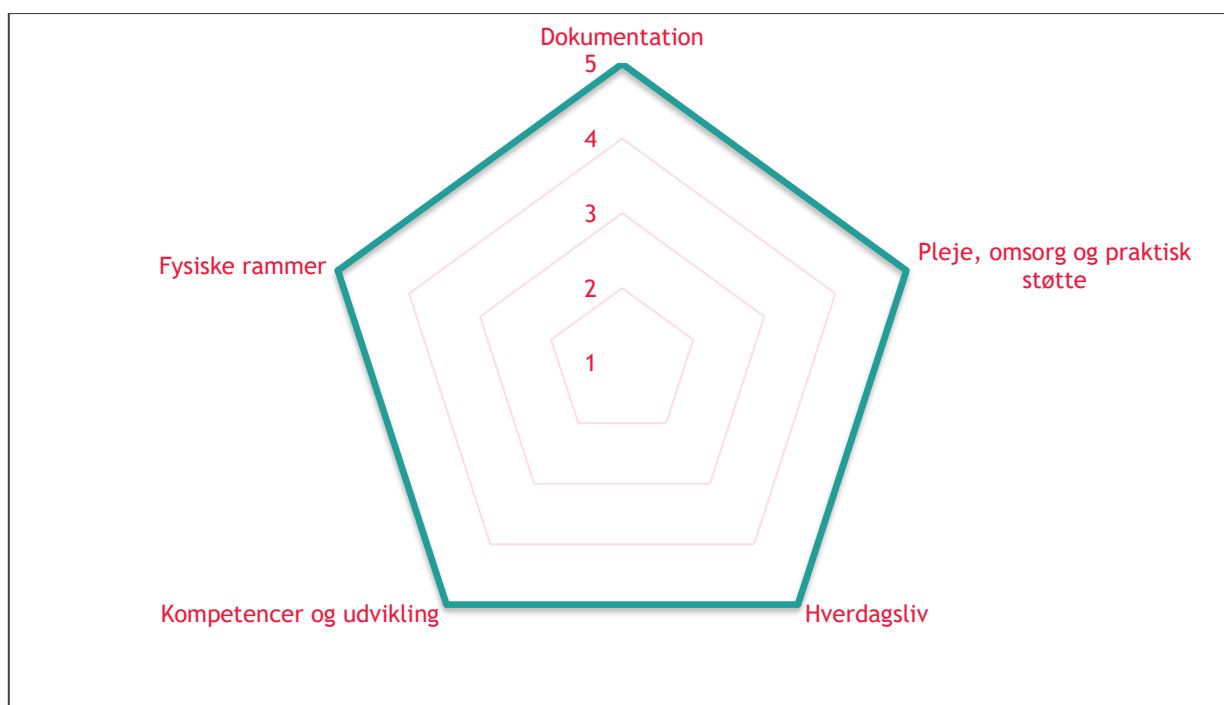 Dokumentation
5
4
3
2
1
Pleje, omsorg og praktisk
støtte
Hverdagsliv
Kompetencer og udvikling
Fysiske rammer